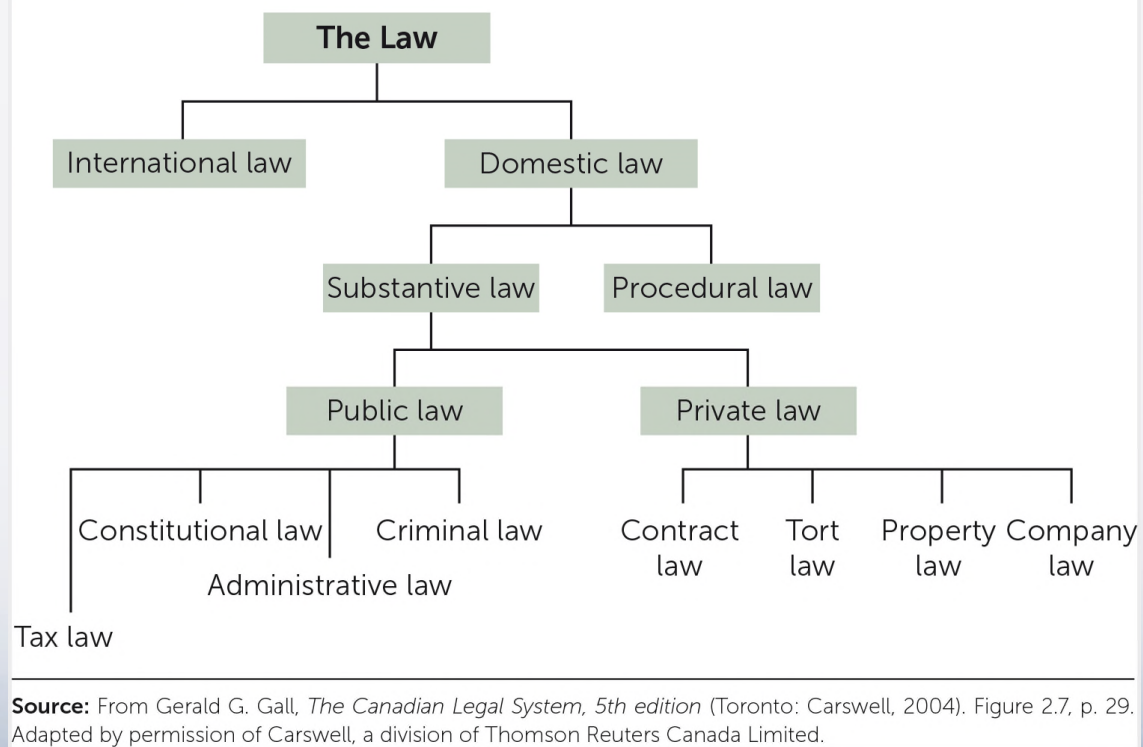 The Law
International law
Domestic law
Substantive law
Procedural law
Public law
Private law
Constitutional law
Criminal law
Administrative law
Tax law
Contract
law
Tort
law
Property
law
Company
law
Source: From Gerald G. Gall, The Canadian Legal System, 5th edition (Toronto: Carswell, 2004). Figure 2.7, p. 29.
Adapted by permission of Carswell, a division of Thomson Reuters Canada Limited.